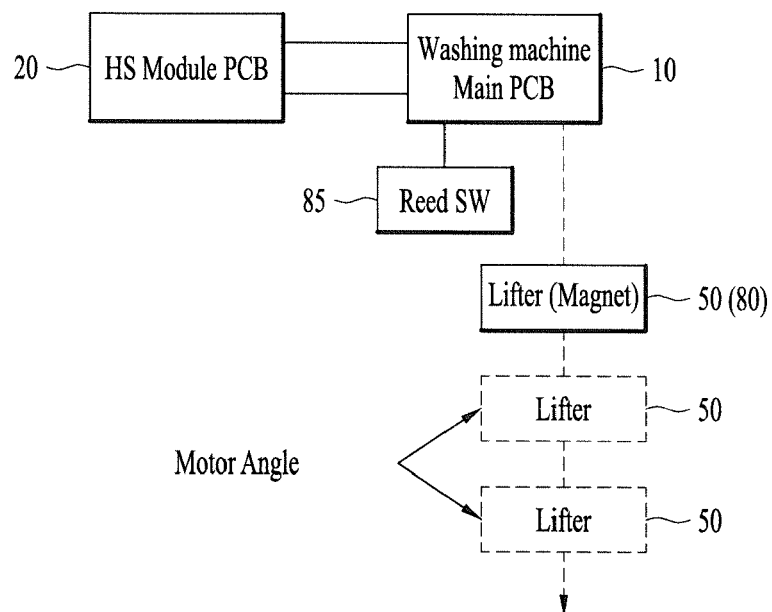 20
HS Module PCB
Washing machine
Main PCB
10
85
Reed SW
Lifter (Magnet)
50 (80)
Lifter
50
Motor Angle
Lifter
50